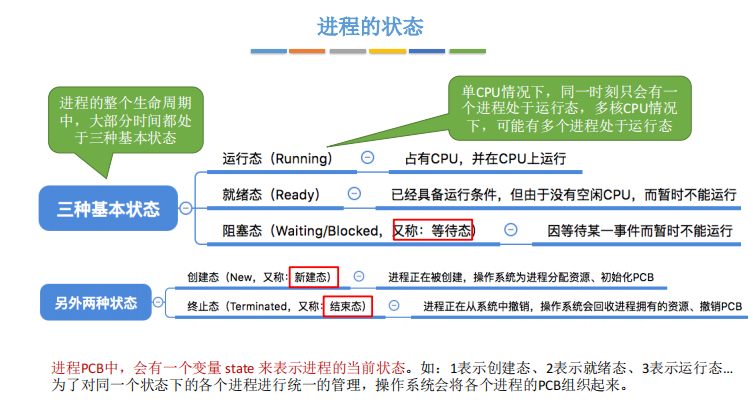 进程的状态
进程的整个生命周期
中，大部分时间都处
于三种基本状态
单CPU情况下，同一时刻只会有一
个进程处于运行态，多核CPU情况
下，可能有多个进程处于运行态
三种基本状态
运行态（Running） 占有CPU，并在CPU上运行
就绪态（Ready） 已经具备运行条件，但由于没有空闲CPU，而暂时不能运行
阻塞态（Waiting/Blocked，又称：等待态） 因等待某一事件而暂时不能运行
另外两种状态
创建态（New，又称：新建态） 进程正在被创建，操作系统为进程分配资源、初始化PCB
终止态（Terminated，又称：结束态） 进程正在从系统中撤销，操作系统会回收进程拥有的资源、撤销PCB
进程PCB中，会有一个变量 state 来表示进程的当前状态。如：1表示创建态、2表示就绪态、3表示运行态…
为了对同一个状态下的各个进程进行统一的管理，操作系统会将各个进程的PCB组织起来。